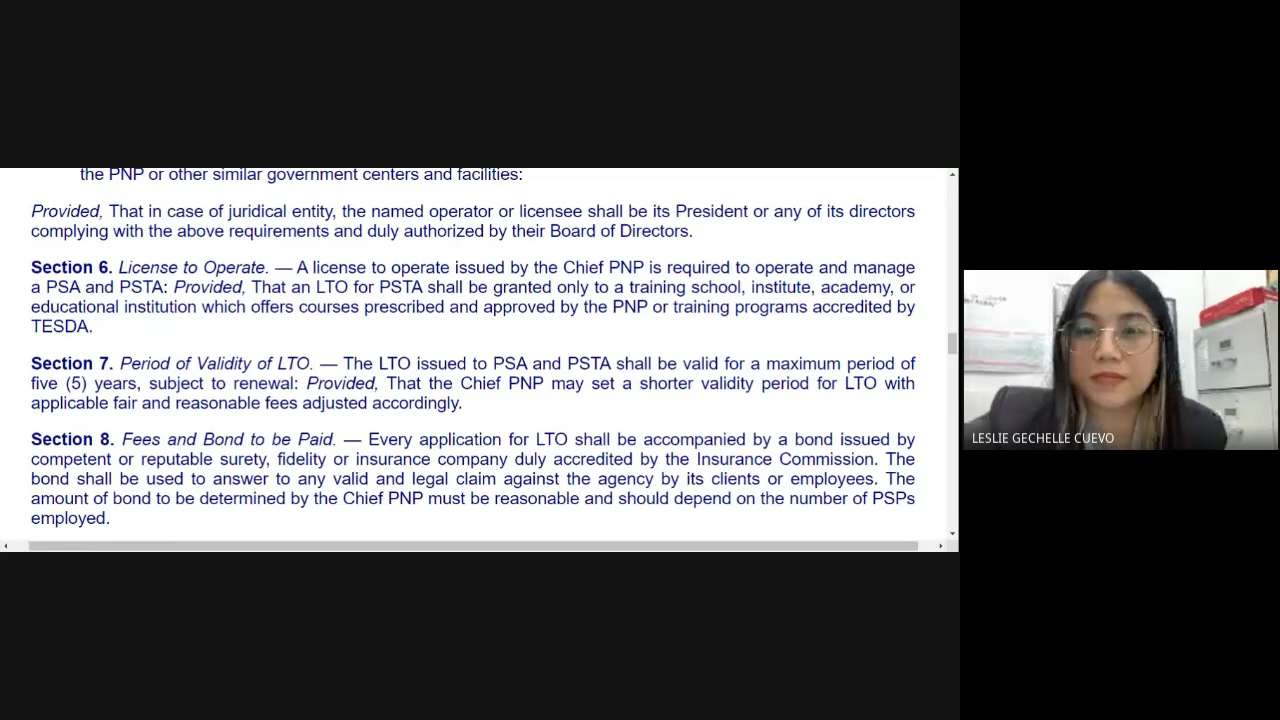 the PNP or other similar government centers and facilities:
Provided, That in case of juridical entity, the named operator or licensee shall be its President or any of its directors
complying with the above requirements and duly authorized by their Board of Directors.
Section 6. License to Operate. — A license to operate issued by the Chief PNP is required to operate and manage
a PSA and PSTA: Provided, That an LTO for PSTA shall be granted only to a training school, institute, academy, or
educational institution which offers courses prescribed and approved by the PNP or training programs accredited by
TESDA.
Section 7. Period of Validity of LTO. — The LTO issued to PSA and PSTA shall be valid for a maximum period of
five (5) years, subject to renewal: Provided, That the Chief PNP may set a shorter validity period for LTO with
applicable fair and reasonable fees adjusted accordingly.
Section 8. Fees and Bond to be Paid. — Every application for LTO shall be accompanied by a bond issued by
competent or reputable surety, fidelity or insurance company duly accredited by the Insurance Commission. The
bond shall be used to answer to any valid and legal claim against the agency by its clients or employees. The
amount of bond to be determined by the Chief PNP must be reasonable and should depend on the number of PSPs
employed.
LESLIE GECHELLE CUEVO